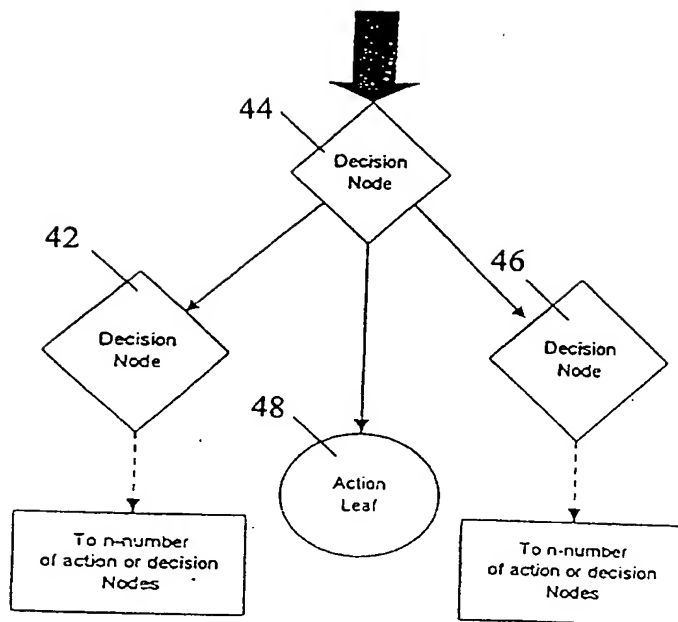 44
Decision
Node
42
46
Decision
Node
Decision
Node
48
Action
Leaf
To n-number
of action or decision
Nodes
To n-number
of action or decision
Nodes